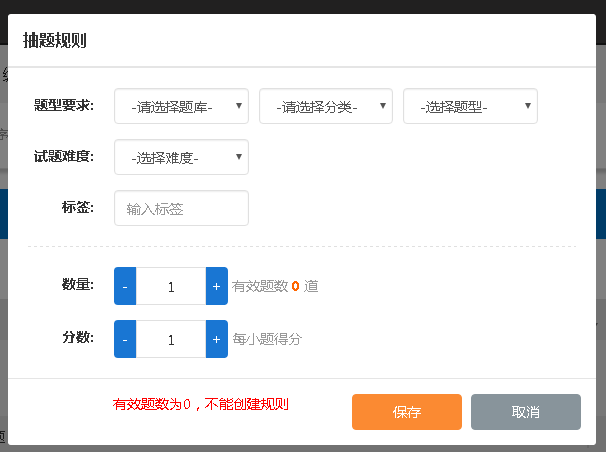 抽题规则
题型要求: -请选择题库- -请选择分类- -选择题型-
试题难度: -选择难度-
标签: 输入标签
数量: - 1 + 有效题数 0 道
分数: - 1 + 每小题得分
有效题数为0，不能创建规则 保存 取消